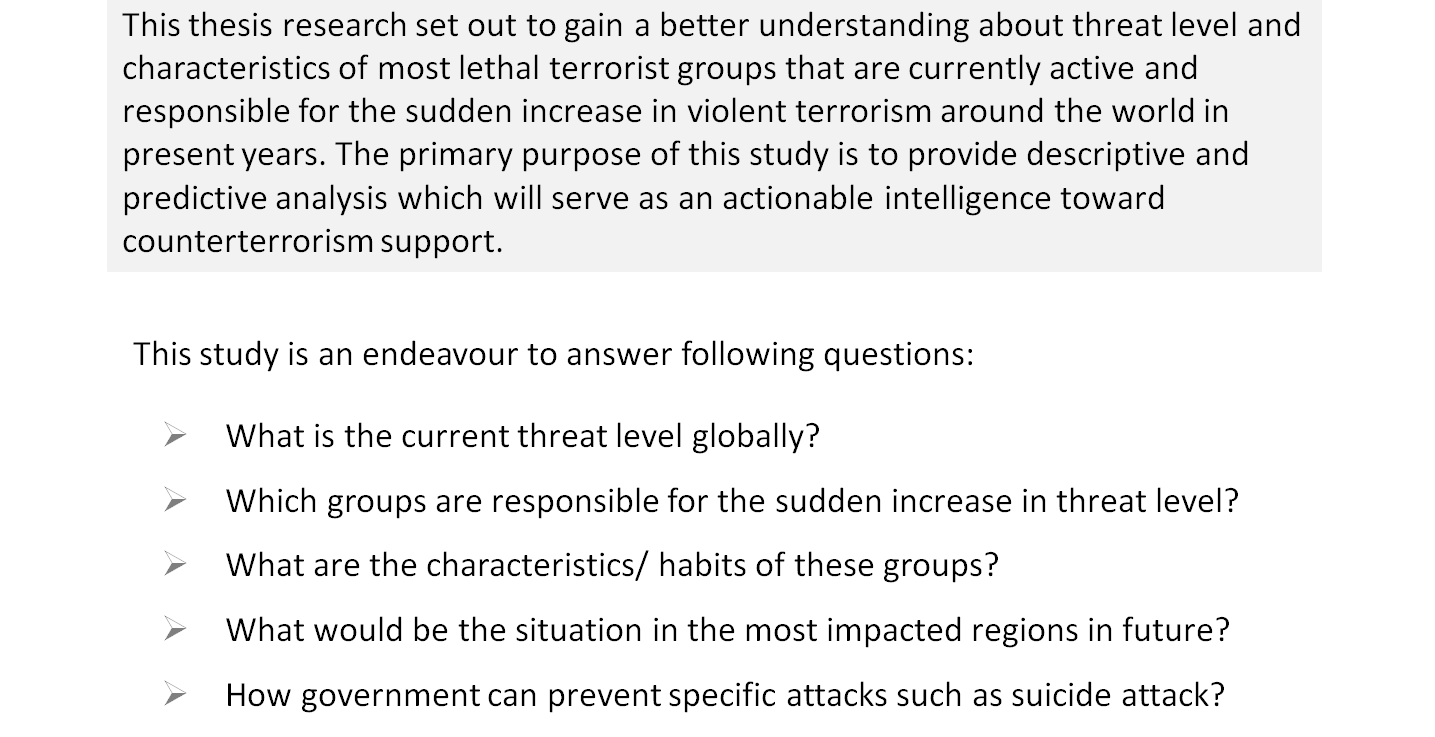 This thesis research set out to gain a better understanding about threat level and
characteristics of most lethal terrorist groups that are currently active and
responsible for the sudden increase in violent terrorism around the world in
present years. The primary purpose of this study is to provide descriptive and
predictive analysis which will serve as an actionable intelligence toward
counterterrorism support.
This study is an endeavour to answer following questions:
What is the current threat level globally?
Which groups are responsible for the sudden increase in threat level?
What are the characteristics/ habits of these groups?
What would be the situation in the most impacted regions in future?
How government can prevent specific attacks such as suicide attack?